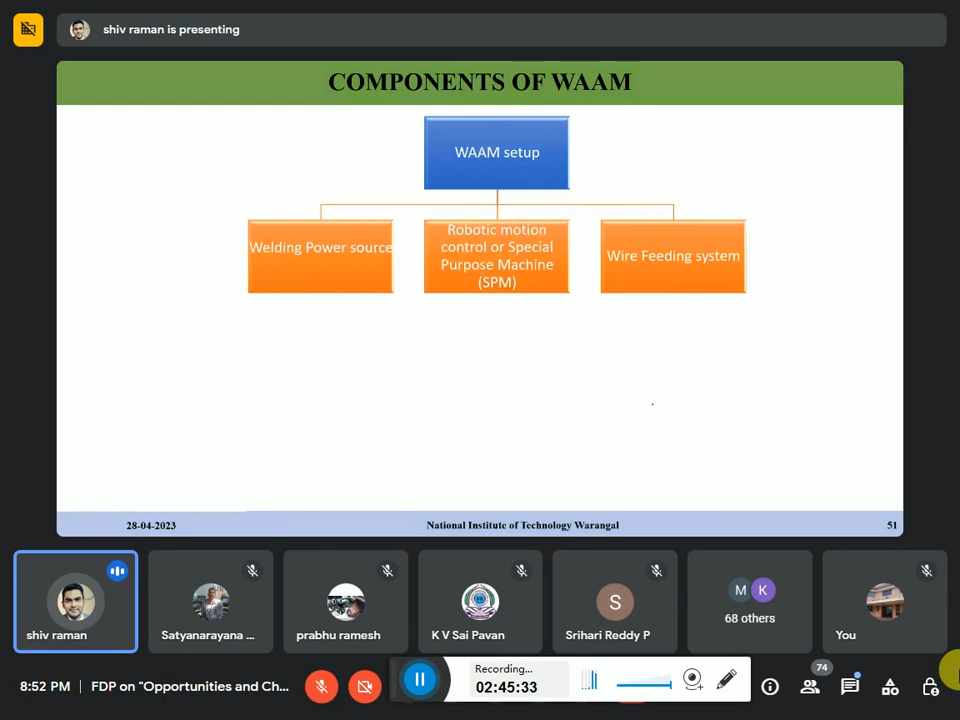 shiv raman is presenting
COMPONENTS OF WAAM
WAAM setup
Welding Power source
Robotic motion
control or Special
Purpose Machine
(SPM)
Wire Feeding system
28-04-2023
National Institute of Technology Warangal
51
shiv raman
Satyanarayana ...
prabhu ramesh
K V Sai Pavan
S
Srihari Reddy P
M K
68 others
You
8:52 PM | FDP on "Opportunities and Ch...
Recording...
02:45:33
74